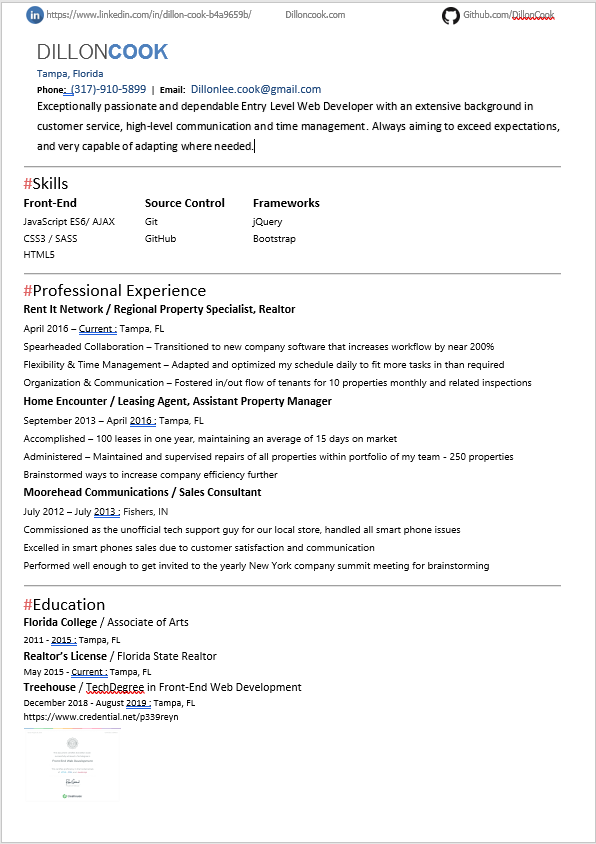 in https://www.linkedin.com/in/dillon-cook-b4a9659b/ Dilloncook.com Github.com/DillonCook
DILLONCOOK
Tampa, Florida
Phone: (317)-910-5899 | Email: Dillonlee.cook@gmail.com
Exceptionally passionate and dependable Entry Level Web Developer with an extensive background in
customer service, high-level communication and time management. Always aiming to exceed expectations,
and very capable of adapting where needed.
#Skills
Front-End Source Control Frameworks
JavaScript ES6/ AJAX Git jQuery
CSS3 / SASS GitHub Bootstrap
HTML5
#Professional Experience
Rent It Network / Regional Property Specialist, Realtor
April 2016 – Current : Tampa, FL
Spearheaded Collaboration – Transitioned to new company software that increases workflow by near 200%
Flexibility & Time Management – Adapted and optimized my schedule daily to fit more tasks in than required
Organization & Communication – Fostered in/out flow of tenants for 10 properties monthly and related inspections
Home Encounter / Leasing Agent, Assistant Property Manager
September 2013 – April 2016 : Tampa, FL
Accomplished – 100 leases in one year, maintaining an average of 15 days on market
Administered – Maintained and supervised repairs of all properties within portfolio of my team - 250 properties
Brainstormed ways to increase company efficiency further
Moorehead Communications / Sales Consultant
July 2012 – July 2013 : Fishers, IN
Commissioned as the unofficial tech support guy for our local store, handled all smart phone issues
Excelled in smart phones sales due to customer satisfaction and communication
Performed well enough to get invited to the yearly New York company summit meeting for brainstorming
#Education
Florida College / Associate of Arts
2011 - 2015 : Tampa, FL
Realtor's License / Florida State Realtor
May 2015 - Current : Tampa, FL
Treehouse / TechDegree in Front-End Web Development
December 2018 - August 2019 : Tampa, FL
https://www.credential.net/p339reyn